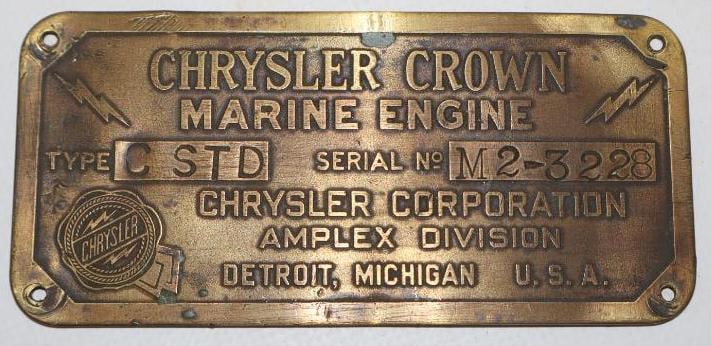 CHRYSLER CROWN
MARINE ENGINE
TYPE C STD SERIAL Nº M2-3228
CHRYSLER CORPORATION
AMPLEX DIVISION
DETROIT, MICHIGAN U. S. A.
CHRYSLER